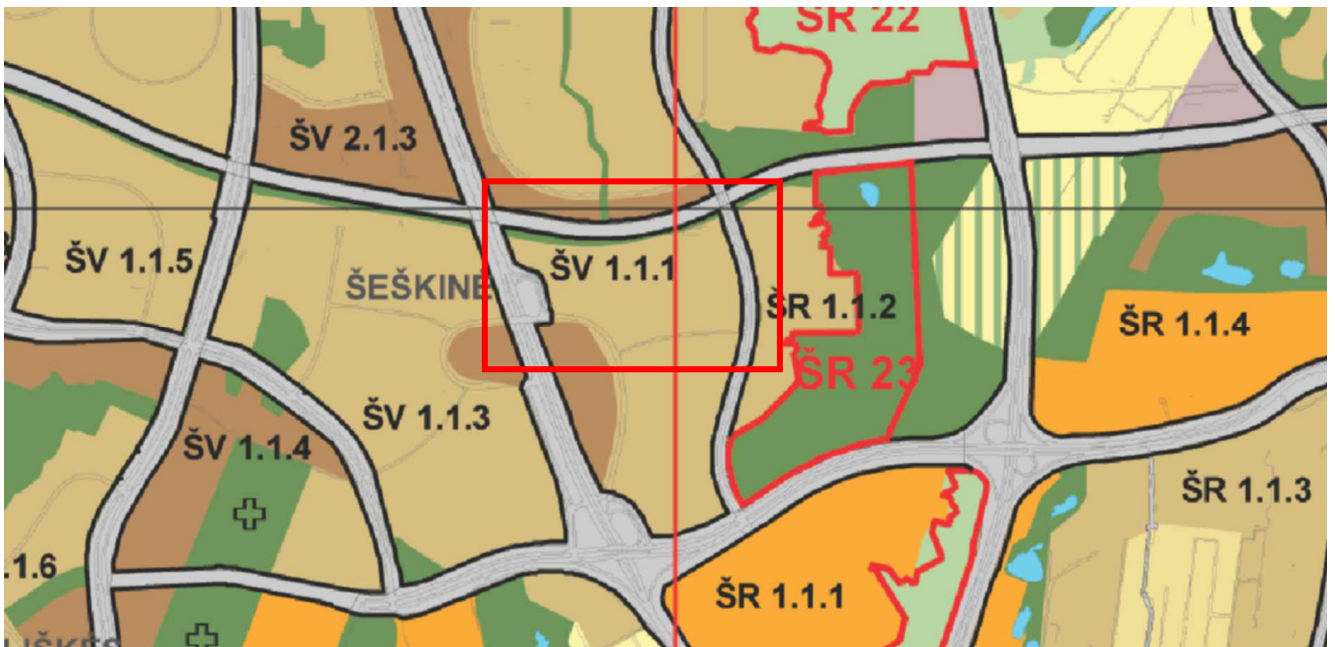 ŠR 22
ŠV 2.1.3
ŠV 1.1.5
ŠEŠKINĖ
ŠV 1.1.1
ŠR 1.1.2
ŠR 1.1.4
ŠR 23
ŠV 1.1.3
ŠV 1.1.4
ŠR 1.1.3
.1.6
ŠR 1.1.1